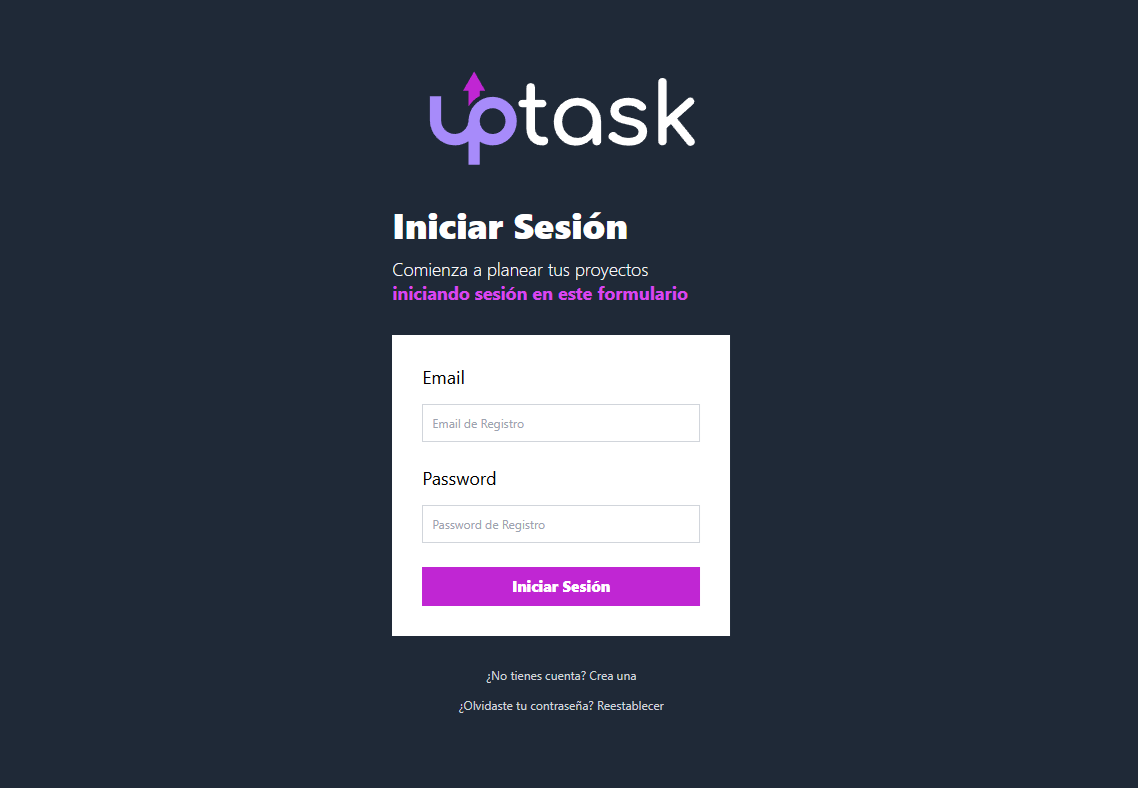 uptask
Iniciar Sesión
Comienza a planear tus proyectos
iniciando sesión en este formulario
Email
Email de Registro
Password
Password de Registro
Iniciar Sesión
¿No tienes cuenta? Crea una
¿Olvidaste tu contraseña? Reestablecer